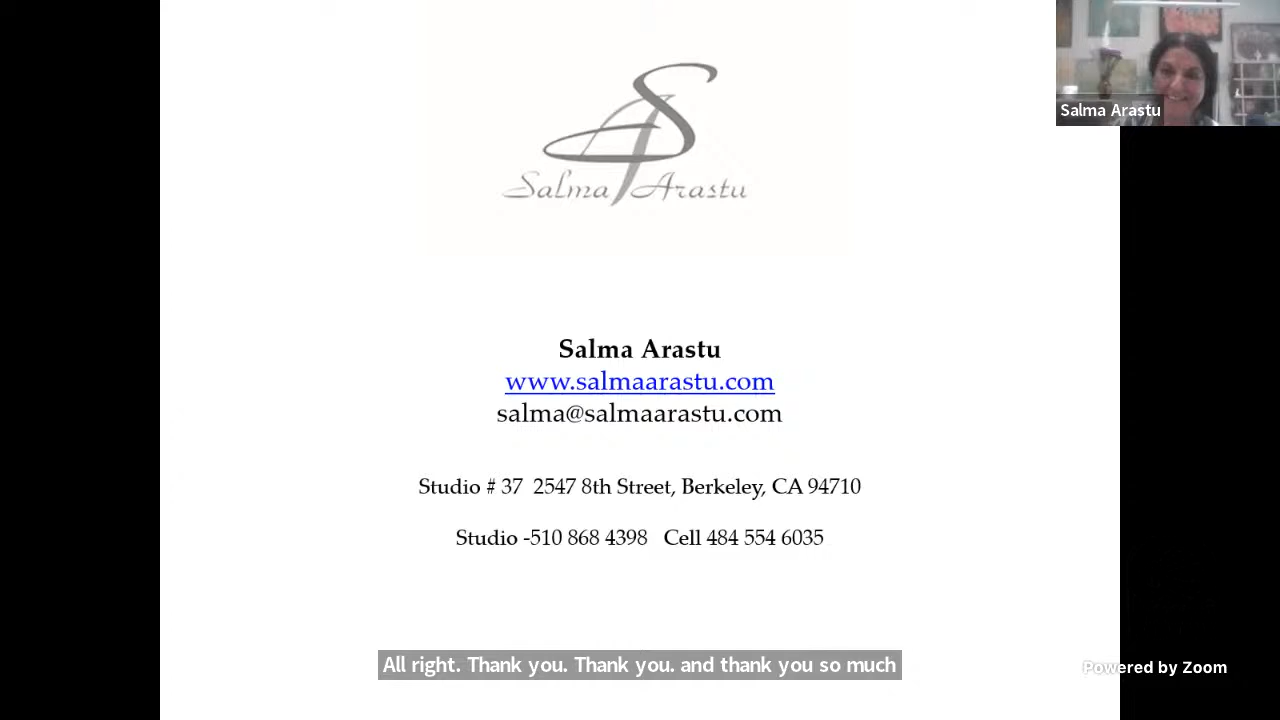 Salma Arastu
Salma Arastu
Salma Arastu
www.salmaarastu.com
salma@salmaarastu.com
Studio # 37 2547 8th Street, Berkeley, CA 94710
Studio -510 868 4398 Cell 484 554 6035
All right. Thank you. Thank you. and thank you so much
Powered by Zoom